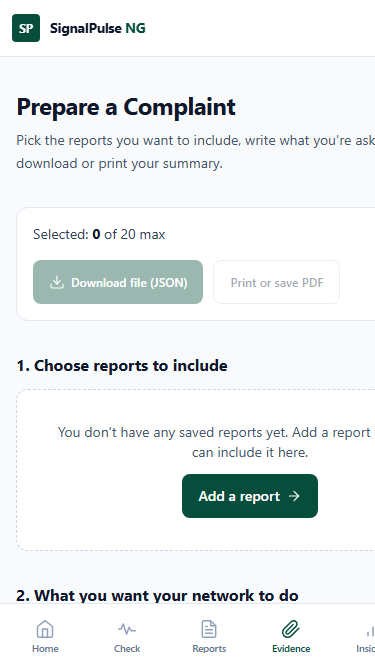 SP SignalPulse NG
Prepare a Complaint
Pick the reports you want to include, write what you're ask
download or print your summary.
Selected: 0 of 20 max
Download file (JSON) Print or save PDF
1. Choose reports to include
You don't have any saved reports yet. Add a report
can include it here.
Add a report →
2. What you want your network to do
Home Check Reports Evidence Insi